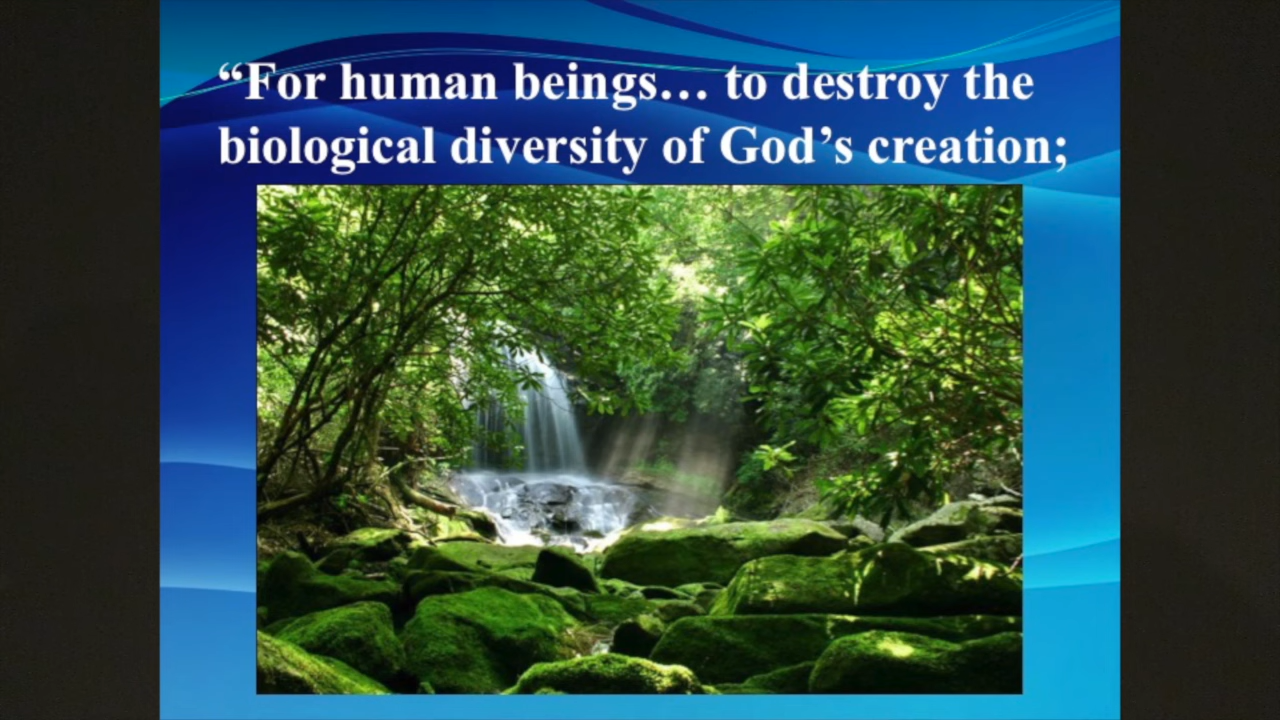 “For human beings… to destroy the
biological diversity of God’s creation;